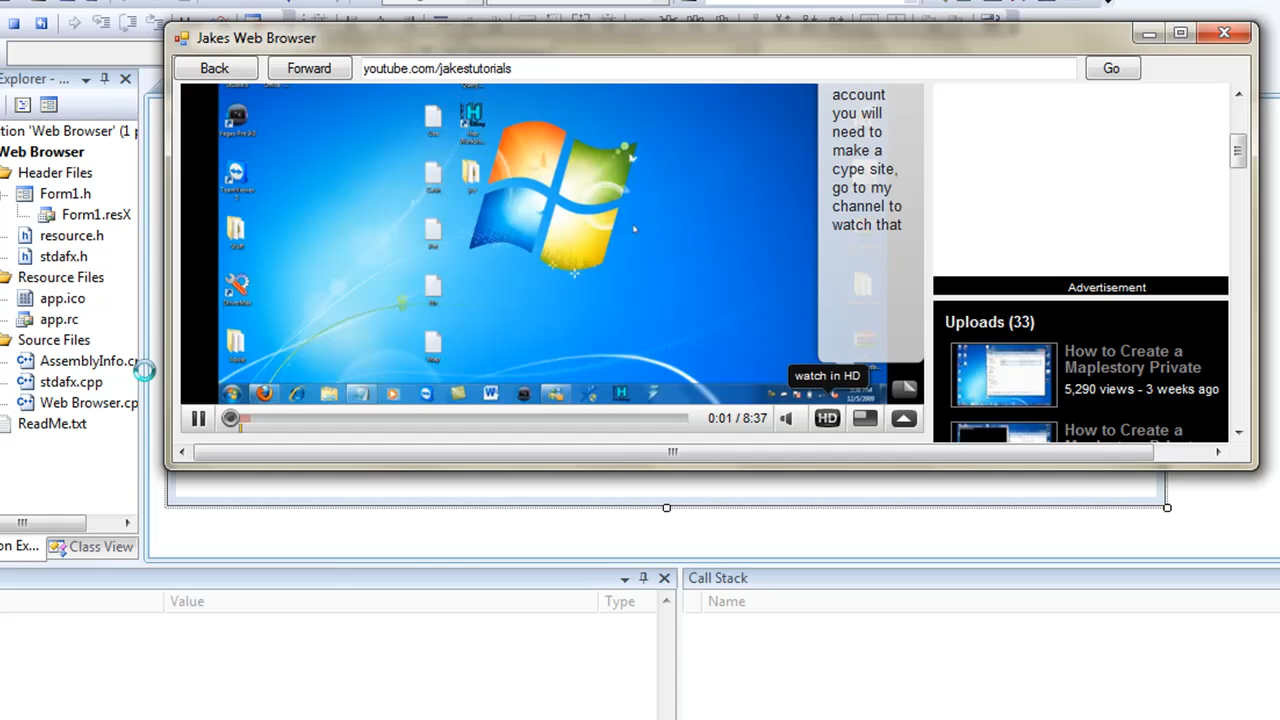 Jakes Web Browser
Back
Forward
youtube.com/jakestutorials
Go
Explorer - ...
tion 'Web Browser' (1 p
Web Browser
Header Files
Form1.h
Form1.resX
resource.h
stdafx.h
Resource Files
app.ico
app.rc
Source Files
AssemblyInfo.cp
stdafx.cpp
Web Browser.cp
ReadMe.txt
on Ex...
Class View
account
you will
need to
make a
cype site,
go to my
channel to
watch that
watch in HD
0:01 / 8:37
HD
12/5/2009
Advertisement
Uploads (33)
How to Create a
Maplestory Private
5,290 views - 3 weeks ago
How to Create a
Value
Type
Call Stack
Name